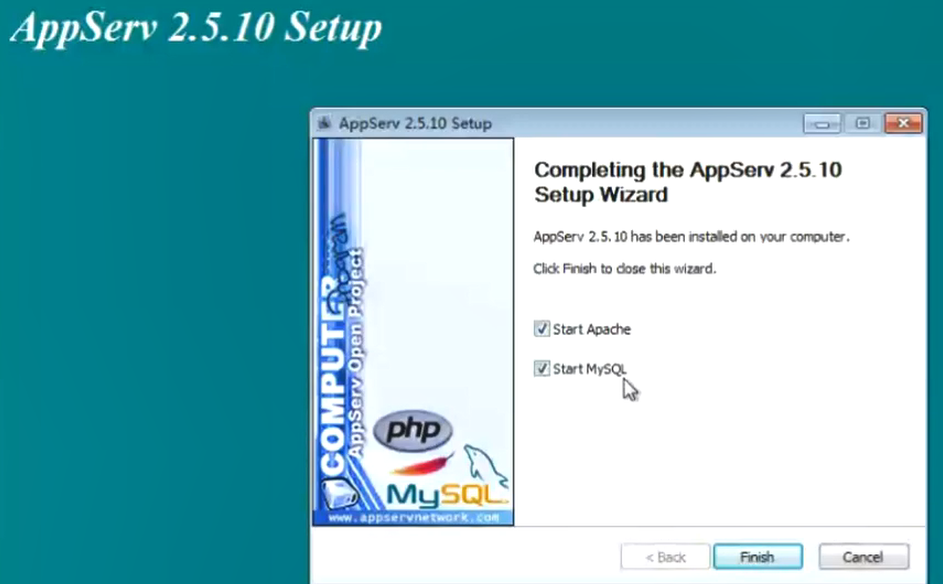 AppServ 2.5.10 Setup
AppServ 2.5.10 Setup
Completing the AppServ 2.5.10
Setup Wizard
AppServ 2.5.10 has been installed on your computer.
Click Finish to close this wizard.
Start Apache
Start MySQL
COMPUTER
Program
AppServ Open Project
php
MySQL
www.appservnetwork.com
< Back
Finish
Cancel